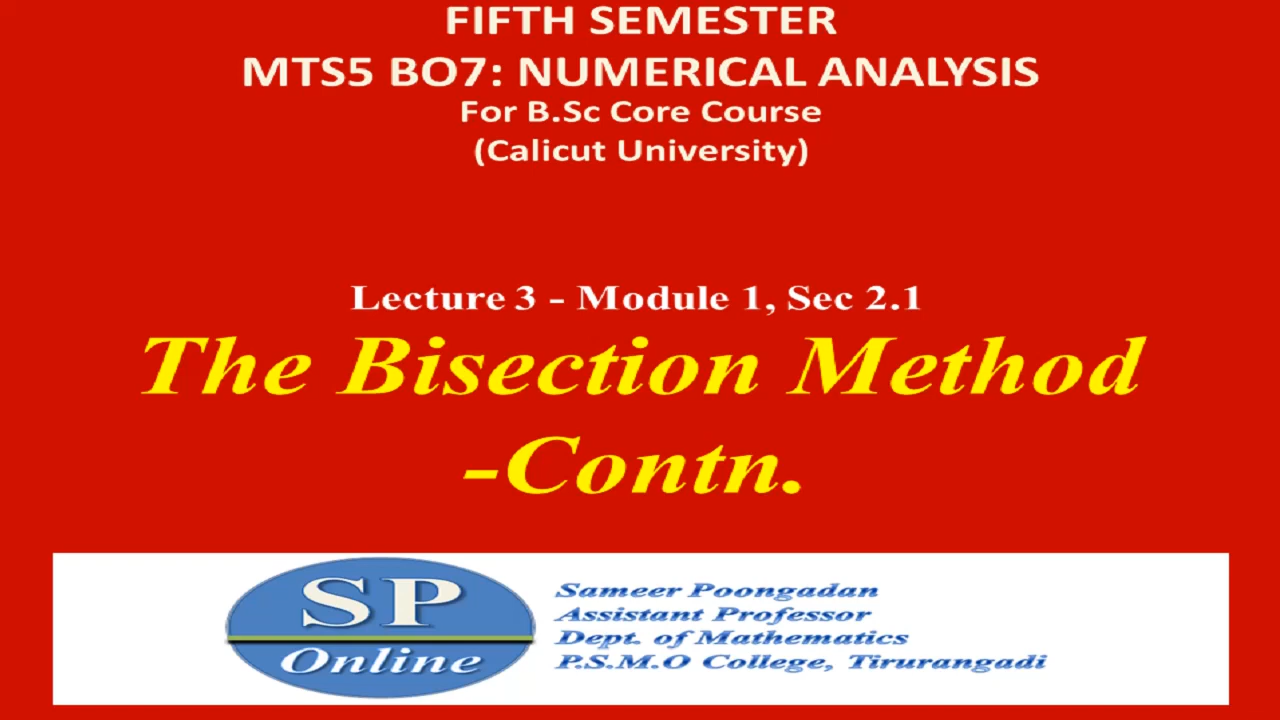 FIFTH SEMESTER
MTS5 BO7: NUMERICAL ANALYSIS
For B.Sc Core Course
(Calicut University)
Lecture 3 - Module 1, Sec 2.1
The Bisection Method
-Contn.
SP
Online
Sameer Poongadan
Assistant Professor
Dept. of Mathematics
P.S.M.O College, Tirurangadi